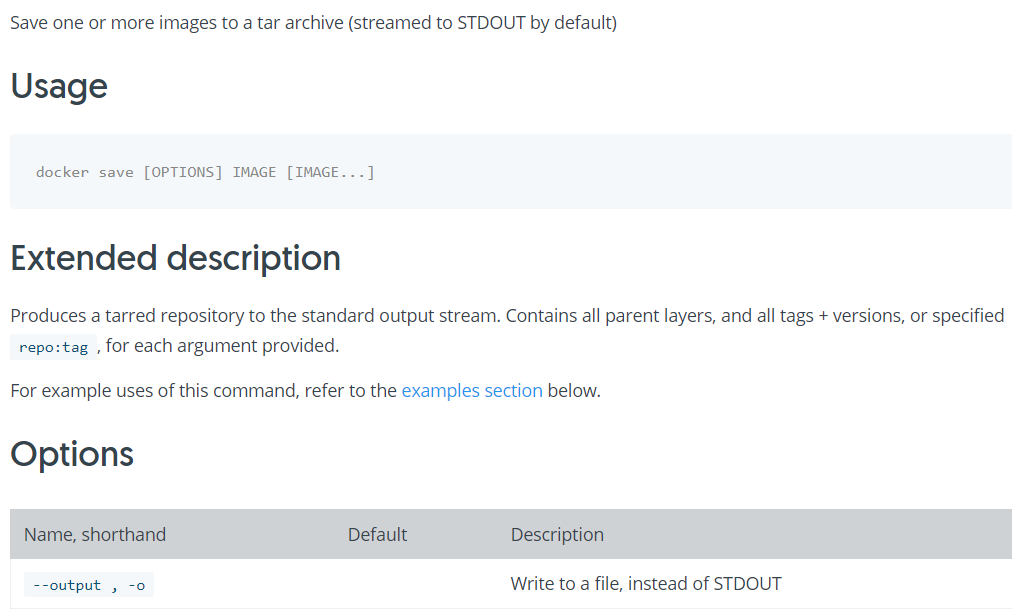 Save one or more images to a tar archive (streamed to STDOUT by default)
Usage
docker save [OPTIONS] IMAGE [IMAGE...]
Extended description
Produces a tarred repository to the standard output stream. Contains all parent layers, and all tags + versions, or specified
repo:tag , for each argument provided.
For example uses of this command, refer to the examples section below.
Options
Name, shorthand Default Description
--output , -o Write to a file, instead of STDOUT